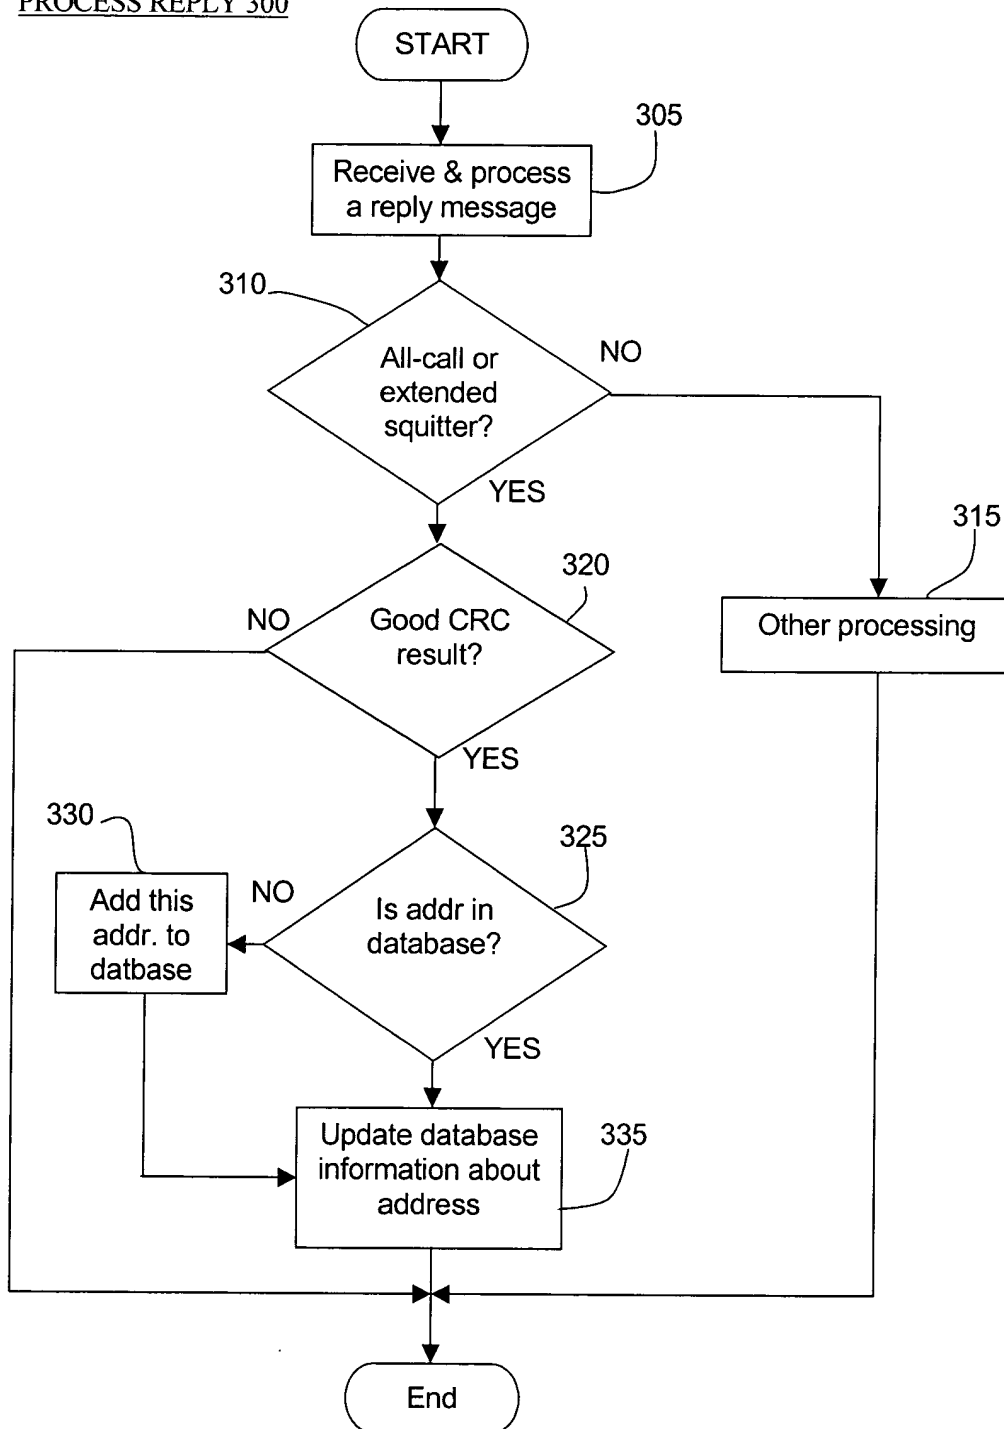 PROCESS REPLY 300
START
305
Receive & process
a reply message
310
All-call or
extended
squitter?
NO
YES
315
Other processing
320
Good CRC
result?
NO
YES
330
Add this
addr. to
datbase
NO
325
Is addr in
database?
YES
Update database
information about
address
335
End